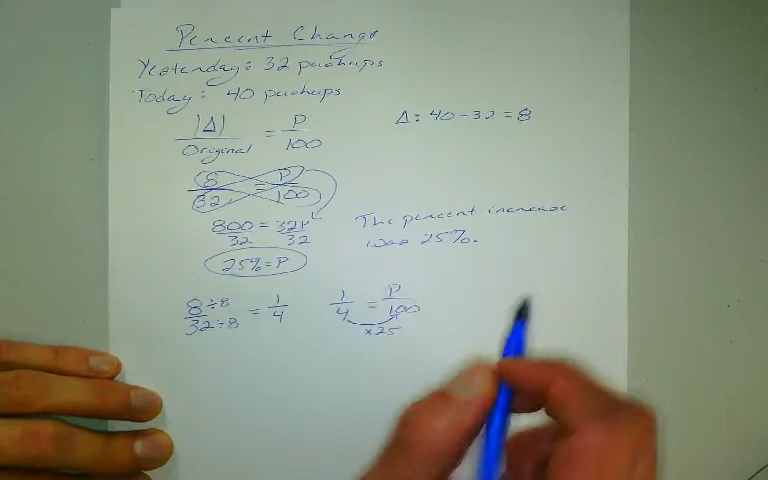 Percent Change
Yesterday: 32 pushups
Today: 40 pushups
|Δ| / Original = P / 100
Δ: 40 - 32 = 8
8 / 32 = P / 100
800 / 32 = 32P / 32
25% = P
The percent increase
was 25%.
8 ÷ 8 / 32 ÷ 8 = 1 / 4
1 / 4 = P / 100
x25